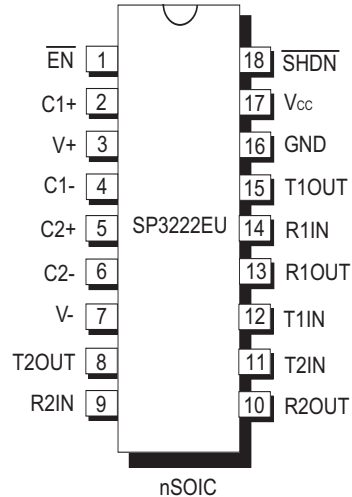 EN 1 18 SHDN
C1+ 2 17 Vcc
V+ 3 16 GND
C1- 4 15 T1OUT
C2+ 5 SP3222EU 14 R1IN
C2- 6 13 R1OUT
V- 7 12 T1IN
T2OUT 8 11 T2IN
R2IN 9 10 R2OUT
nSOIC